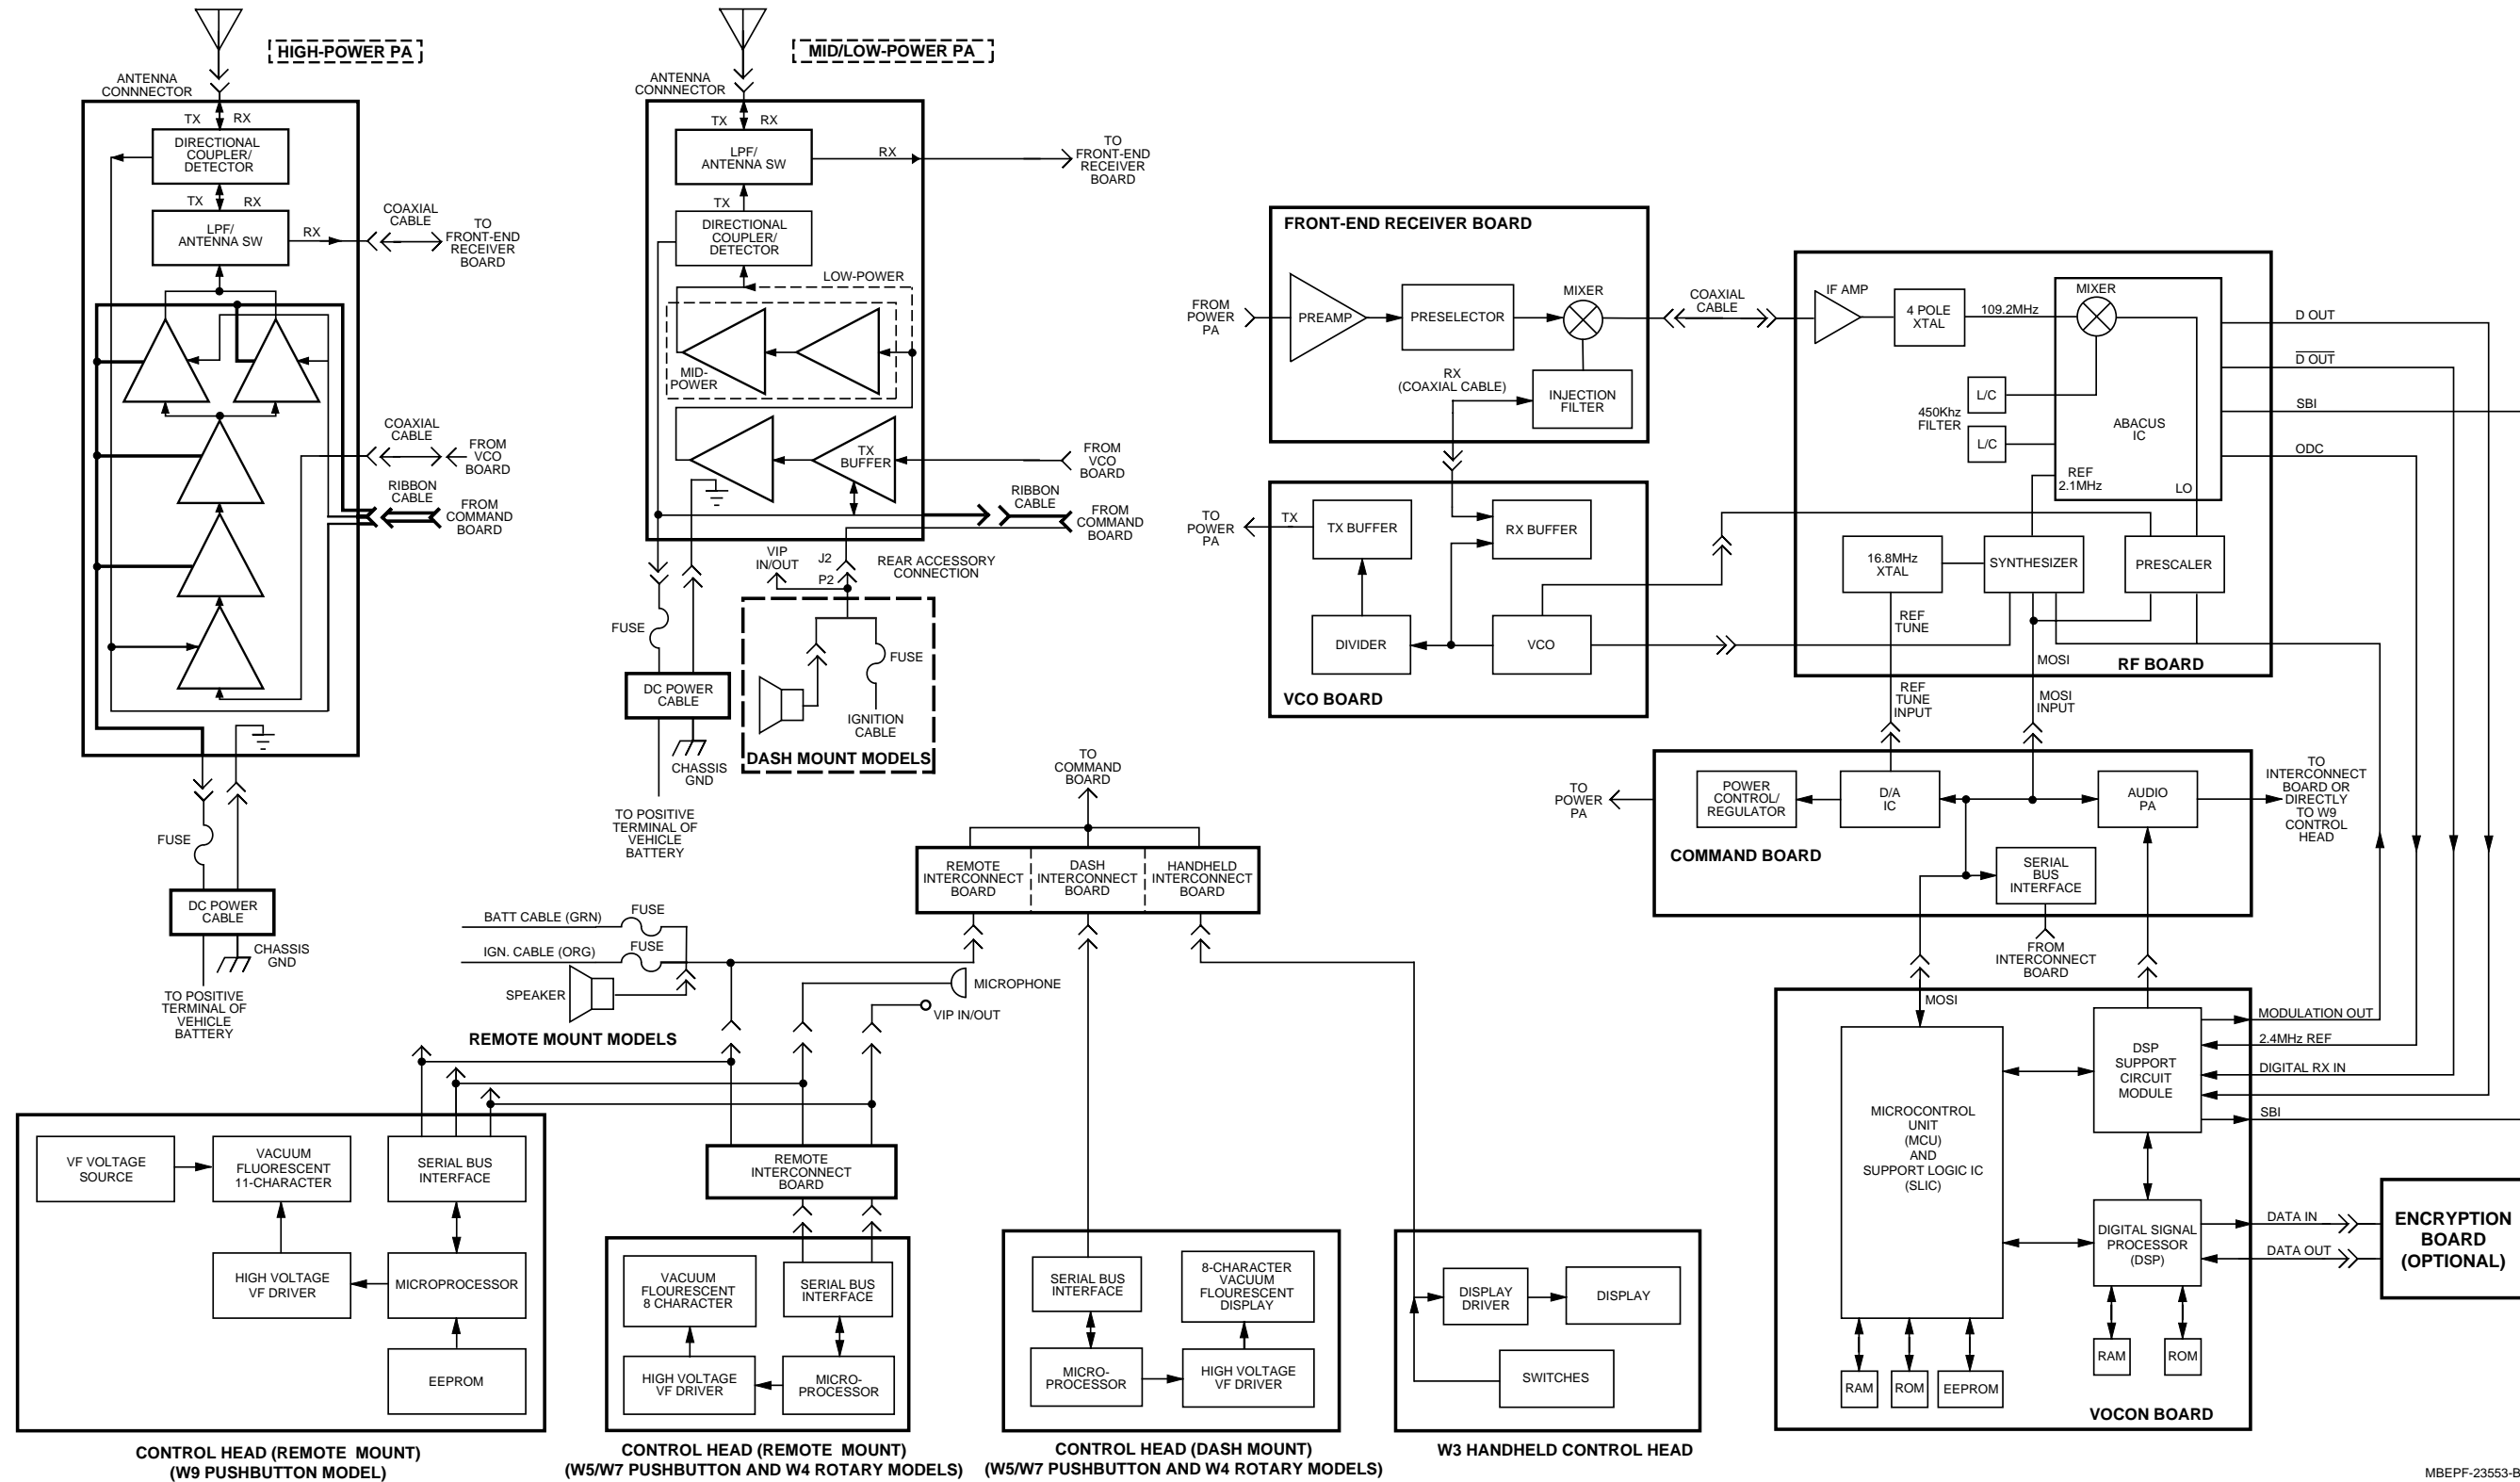 HIGH-POWER PA
ANTENNA
CONNNECTOR
TX
RX
DIRECTIONAL
COUPLER/
DETECTOR
TX
RX
LPF/
ANTENNA SW
RX
COAXIAL
CABLE
TO
FRONT-END
RECEIVER
BOARD
COAXIAL
CABLE
FROM
VCO
BOARD
RIBBON
CABLE
FROM
COMMAND
BOARD
FUSE
DC POWER
CABLE
CHASSIS
GND
TO POSITIVE
TERMINAL OF
VEHICLE
BATTERY
MID/LOW-POWER PA
ANTENNA
CONNNECTOR
TX
RX
LPF/
ANTENNA SW
RX
TO
FRONT-END
RECEIVER
BOARD
TX
DIRECTIONAL
COUPLER/
DETECTOR
LOW-POWER
MID-
POWER
TX
BUFFER
FROM
VCO
BOARD
RIBBON
CABLE
FROM
COMMAND
BOARD
VIP
IN/OUT
J2
P2
REAR ACCESSORY
CONNECTION
FUSE
DC POWER
CABLE
CHASSIS
GND
TO POSITIVE
TERMINAL OF
VEHICLE
BATTERY
FUSE
IGNITION
CABLE
DASH MOUNT MODELS
FRONT-END RECEIVER BOARD
FROM
POWER
PA
PREAMP
PRESELECTOR
MIXER
RX
(COAXIAL CABLE)
INJECTION
FILTER
COAXIAL
CABLE
TO
POWER
PA
TX
TX BUFFER
RX BUFFER
DIVIDER
VCO
VCO BOARD
IF AMP
4 POLE
XTAL
109.2MHz
MIXER
L/C
450Khz
FILTER
L/C
ABACUS
IC
REF
2.1MHz
LO
16.8MHz
XTAL
SYNTHESIZER
PRESCALER
REF
TUNE
MOSI
RF BOARD
D OUT
D OUT
SBI
ODC
REF
TUNE
INPUT
MOSI
INPUT
TO
POWER
PA
POWER
CONTROL/
REGULATOR
D/A
IC
AUDIO
PA
COMMAND BOARD
SERIAL
BUS
INTERFACE
TO
INTERCONNECT
BOARD OR
DIRECTLY
TO W9
CONTROL
HEAD
FROM
INTERCONNECT
BOARD
MOSI
MICROCONTROL
UNIT
(MCU)
AND
SUPPORT LOGIC IC
(SLIC)
DSP
SUPPORT
CIRCUIT
MODULE
DIGITAL SIGNAL
PROCESSOR
(DSP)
RAM
ROM
RAM
ROM
EEPROM
VOCON BOARD
MODULATION OUT
2.4MHz REF
DIGITAL RX IN
SBI
DATA IN
DATA OUT
ENCRYPTION
BOARD
(OPTIONAL)
TO
COMMAND
BOARD
REMOTE
INTERCONNECT
BOARD
DASH
INTERCONNECT
BOARD
HANDHELD
INTERCONNECT
BOARD
BATT CABLE (GRN)
FUSE
IGN. CABLE (ORG)
FUSE
SPEAKER
MICROPHONE
VIP IN/OUT
REMOTE MOUNT MODELS
VF VOLTAGE
SOURCE
VACUUM
FLUORESCENT
11-CHARACTER
SERIAL BUS
INTERFACE
HIGH VOLTAGE
VF DRIVER
MICROPROCESSOR
EEPROM
CONTROL HEAD (REMOTE MOUNT)
(W9 PUSHBUTTON MODEL)
REMOTE
INTERCONNECT
BOARD
VACUUM
FLOURESCENT
8 CHARACTER
SERIAL BUS
INTERFACE
HIGH VOLTAGE
VF DRIVER
MICRO-
PROCESSOR
CONTROL HEAD (REMOTE MOUNT)
(W5/W7 PUSHBUTTON AND W4 ROTARY MODELS)
SERIAL BUS
INTERFACE
8-CHARACTER
VACUUM
FLOURESCENT
DISPLAY
MICRO-
PROCESSOR
HIGH VOLTAGE
VF DRIVER
CONTROL HEAD (DASH MOUNT)
(W5/W7 PUSHBUTTON AND W4 ROTARY MODELS)
DISPLAY
DRIVER
DISPLAY
SWITCHES
W3 HANDHELD CONTROL HEAD
MBEPF-23553-B